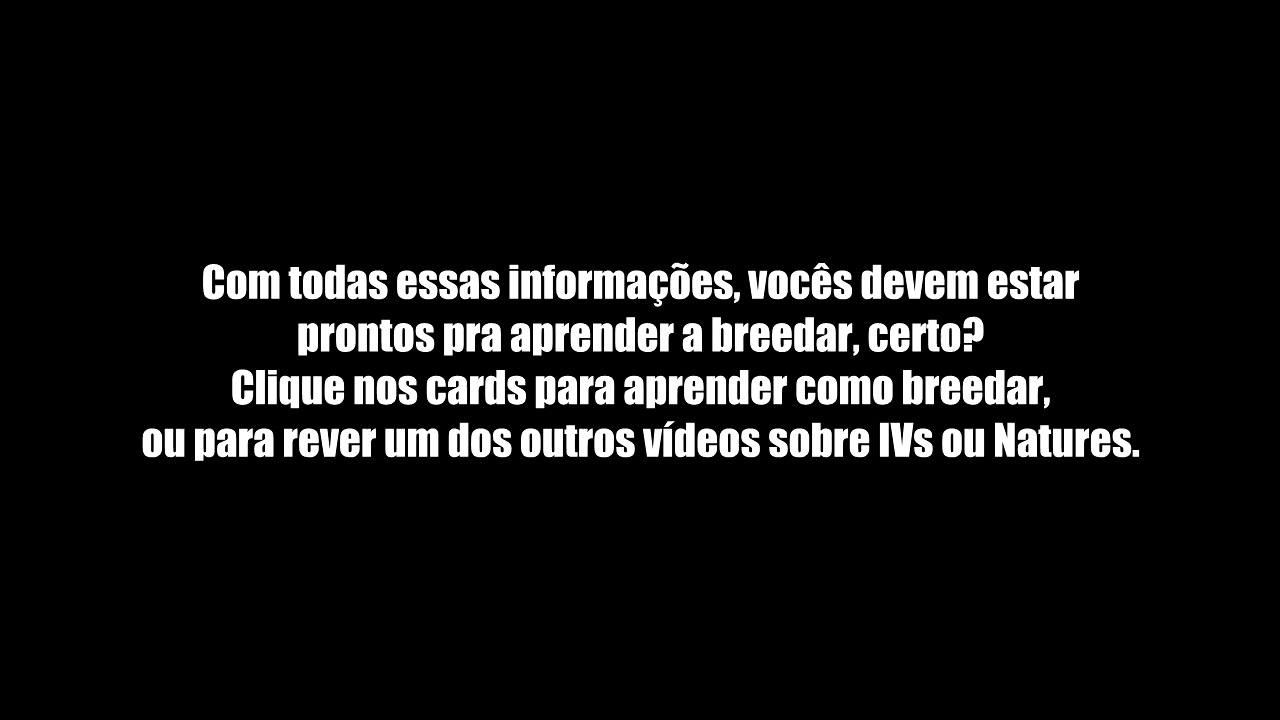 Com todas essas informações, vocês devem estar
prontos pra aprender a breedar, certo?
Clique nos cards para aprender como breedar,
ou para rever um dos outros vídeos sobre IVs ou Natures.